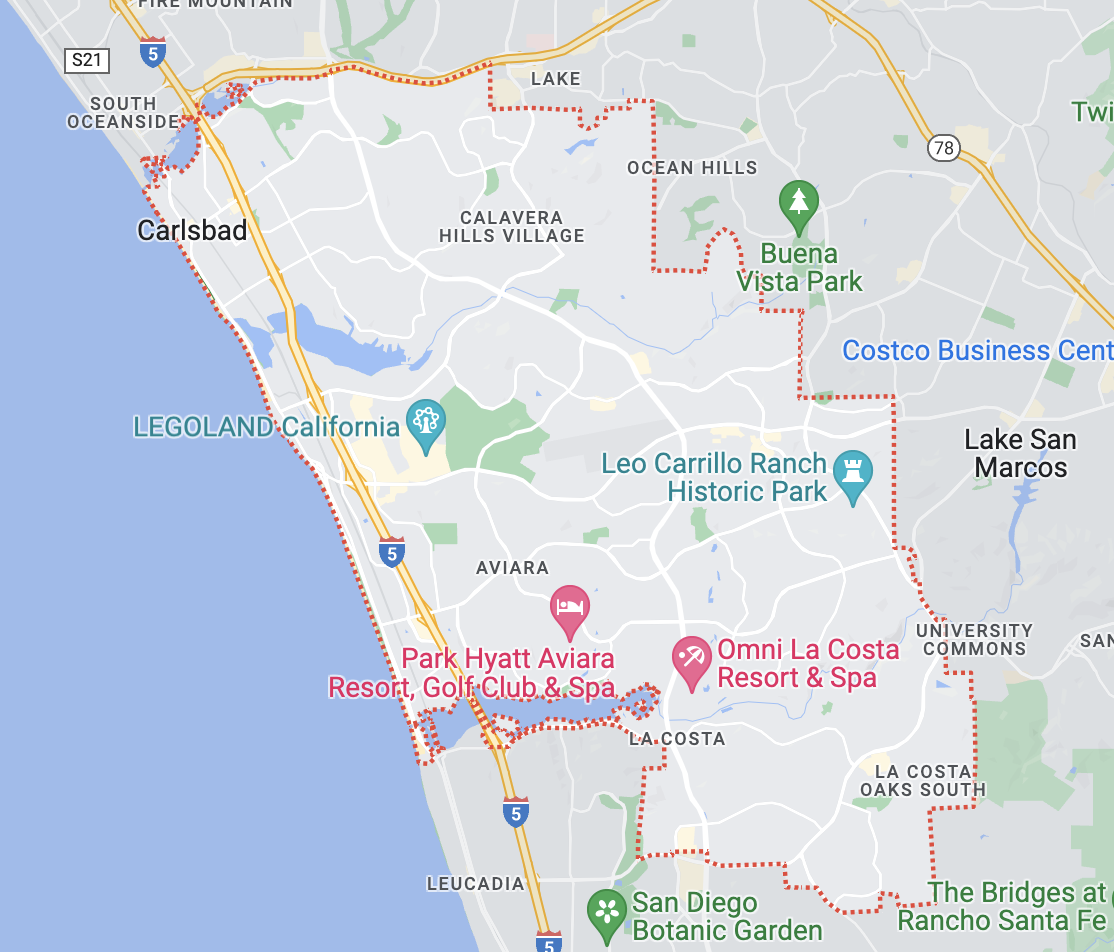 FIRE MOUNTAIN
5
S21
LAKE
SOUTH
OCEANSIDE
Twi
78
OCEAN HILLS
CALAVERA
HILLS VILLAGE
Carlsbad
Buena
Vista Park
Costco Business Cent
LEGOLAND California
Lake San
Marcos
Leo Carrillo Ranch
Historic Park
5
AVIARA
UNIVERSITY
COMMONS
SAN
Park Hyatt Aviara
Resort, Golf Club & Spa
Omni La Costa
Resort & Spa
LA COSTA
LA COSTA
OAKS SOUTH
5
LEUCADIA
San Diego
Botanic Garden
The Bridges at
Rancho Santa Fe
5